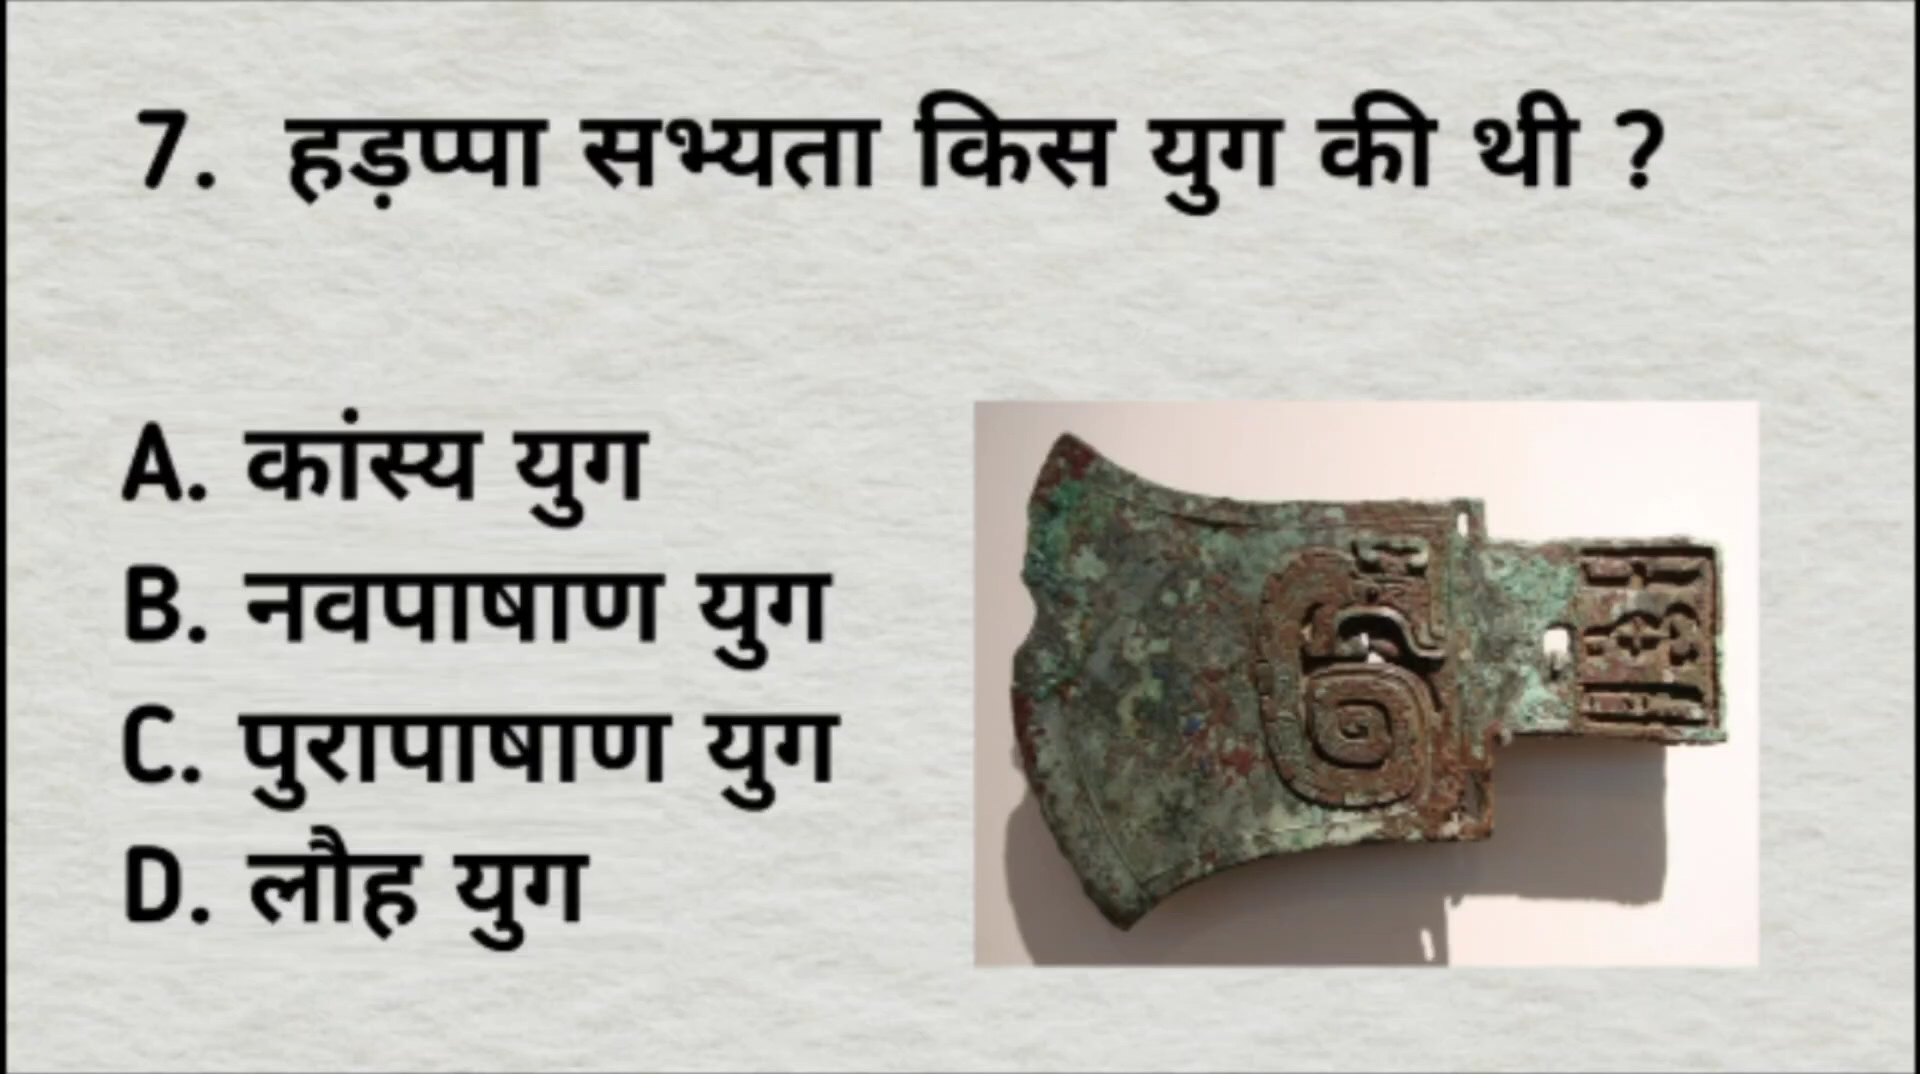 7. हड़प्पा सभ्यता किस युग की थी ?
A. कांस्य युग
B. नवपाषाण युग
C. पुरापाषाण युग
D. लौह युग